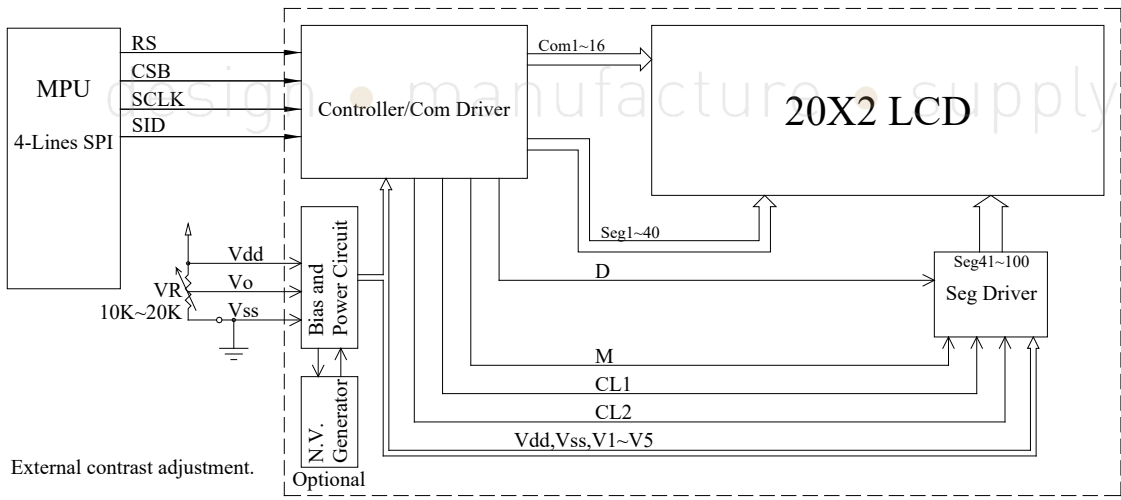 MPU
4-Lines SPI
RS
CSB
SCLK
SID
Controller/Com Driver
Com1~16
20X2 LCD
design • manufacture • supply
Seg1~40
Seg41~100
Seg Driver
D
M
CL1
CL2
Vdd,Vss,V1~V5
Vdd
Vo
Vss
VR
10K~20K
Bias and
Power Circuit
N.V.
Generator
Optional
External contrast adjustment.